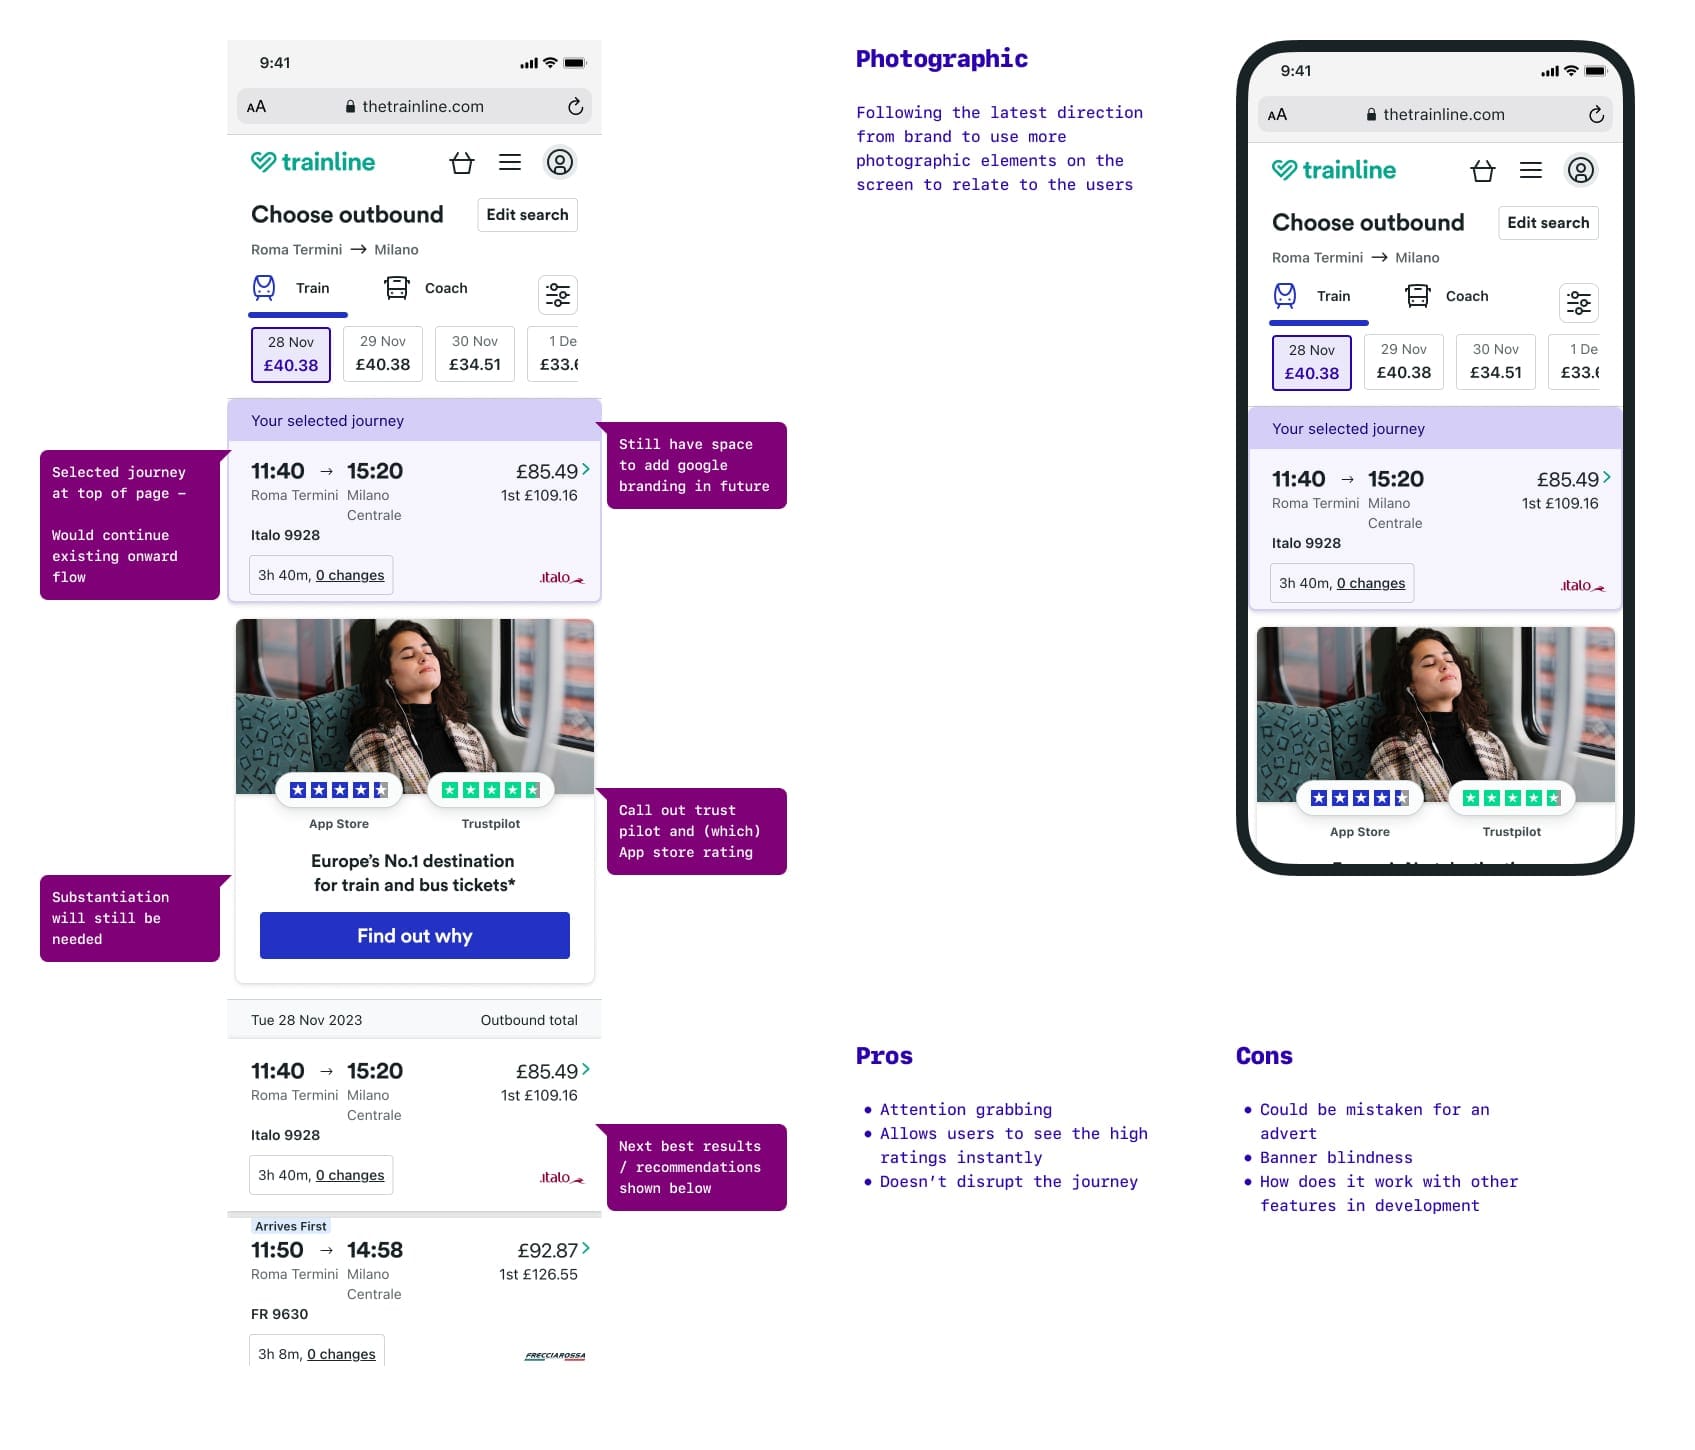 9:41
AA
thetrainline.com
trainline
Choose outbound
Edit search
Roma Termini → Milano
Train
Coach
28 Nov
£40.38
29 Nov
£40.38
30 Nov
£34.51
1 De
£33.6
Your selected journey
11:40 → 15:20
£85.49
Roma Termini
Milano
Centrale
1st £109.16
Italo 9928
3h 40m, 0 changes
.italo
Selected journey
at top of page –
Would continue
existing onward
flow
Still have space
to add google
branding in future
App Store
Trustpilot
Europe's No.1 destination
for train and bus tickets*
Find out why
Call out trust
pilot and (which)
App store rating
Substantiation
will still be
needed
Tue 28 Nov 2023
Outbound total
11:40 → 15:20
£85.49
Roma Termini
Milano
Centrale
1st £109.16
Italo 9928
3h 40m, 0 changes
.italo
Next best results
/ recommendations
shown below
Arrives First
11:50 → 14:58
£92.87
Roma Termini
Milano
Centrale
1st £126.55
FR 9630
3h 8m, 0 changes
FRECCIAROSSA
Photographic
Following the latest direction
from brand to use more
photographic elements on the
screen to relate to the users
9:41
AA
thetrainline.com
trainline
Choose outbound
Edit search
Roma Termini → Milano
Train
Coach
28 Nov
£40.38
29 Nov
£40.38
30 Nov
£34.51
1 De
£33.6
Your selected journey
11:40 → 15:20
£85.49
Roma Termini
Milano
Centrale
1st £109.16
Italo 9928
3h 40m, 0 changes
.italo
App Store
Trustpilot
Pros
• Attention grabbing
• Allows users to see the high
ratings instantly
• Doesn't disrupt the journey
Cons
• Could be mistaken for an
advert
• Banner blindness
• How does it work with other
features in development